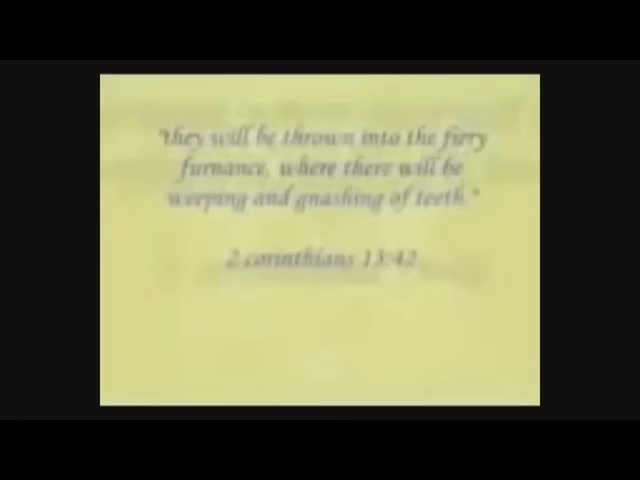 "they will be thrown into the fiery
furnance, where there will be
weeping and gnashing of teeth."
2 corinthians 13:42